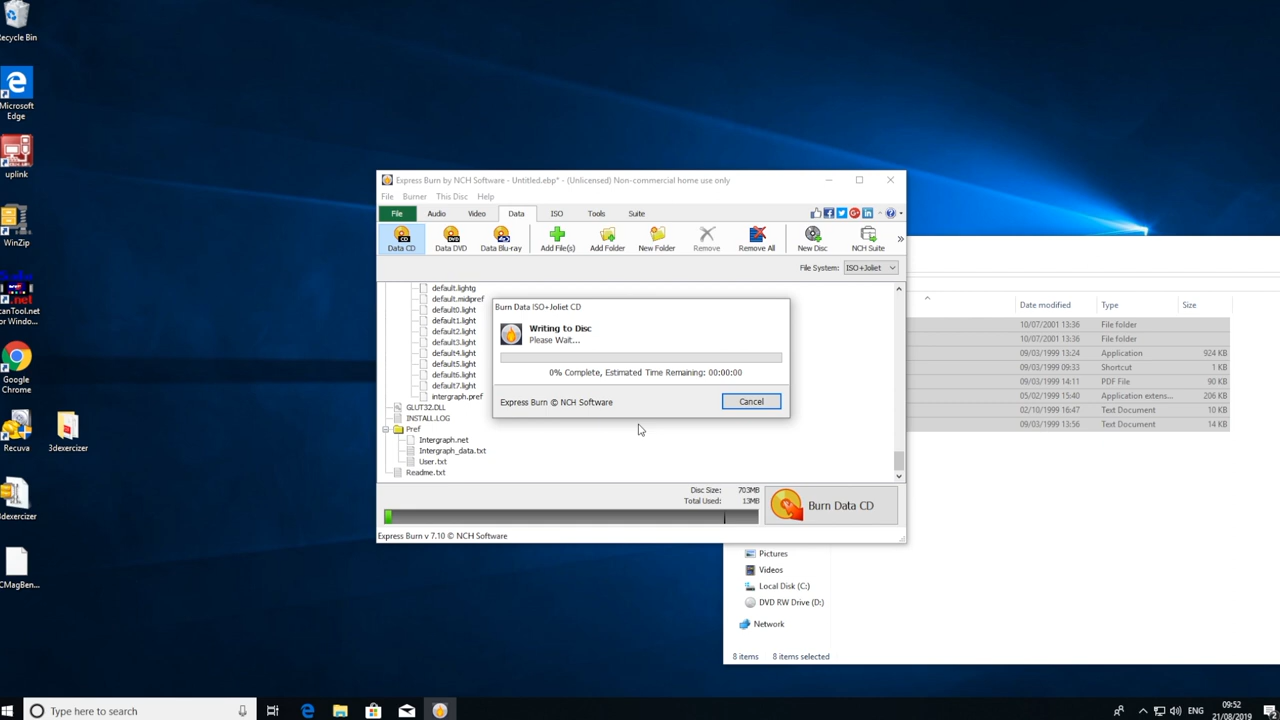 Recycle Bin
Microsoft
Edge
uplink
WinZip
ScanTool.net
for Window...
Google
Chrome
Recuva
3dexercizer
3dexercizer
CMagBen...
Express Burn by NCH Software - Untitled.ebp* - (Unlicensed) Non-commercial home use only
File Burner This Disc Help
File Audio Video Data ISO Tools Suite
Data CD Data DVD Data Blu-ray Add File(s) Add Folder New Folder Remove Remove All New Disc NCH Suite
File System: ISO+Joliet
default.lightg
default.midipref
default0.light
default1.light
default2.light
default3.light
default4.light
default5.light
default6.light
default7.light
intergraph.pref
GLUT32.DLL
INSTALL.LOG
Pref
Intergraph.net
Intergraph_data.txt
User.txt
Readme.txt
Burn Data ISO+Joliet CD
Writing to Disc
Please Wait...
0% Complete, Estimated Time Remaining: 00:00:00
Express Burn © NCH Software
Cancel
Disc Size: 703MB
Total Used: 13MB
Burn Data CD
Express Burn v 7.10 © NCH Software
Date modified Type Size
10/07/2001 13:36 File folder
10/07/2001 13:36 File folder
09/03/1999 13:24 Application 924 KB
09/03/1999 09:33 Shortcut 1 KB
09/03/1999 14:11 PDF File 90 KB
05/02/1999 15:40 Application extens... 206 KB
02/10/1999 16:47 Text Document 10 KB
09/03/1999 13:56 Text Document 14 KB
Pictures
Videos
Local Disk (C:)
DVD RW Drive (D:)
Network
8 items 8 items selected
Type here to search
ENG
09:52
21/08/2019